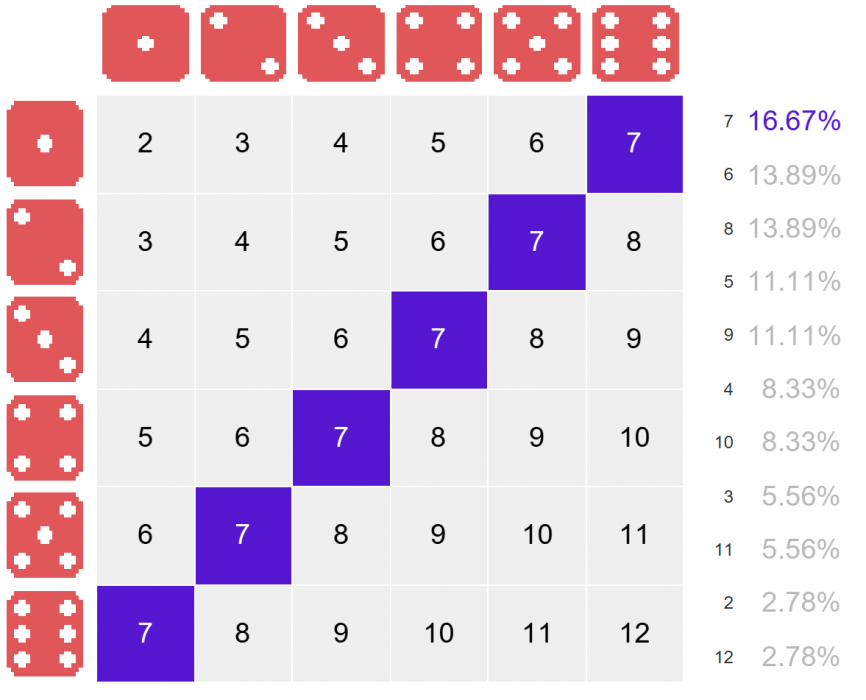 2 3 4 5 6 7
3 4 5 6 7 8
4 5 6 7 8 9
5 6 7 8 9 10
6 7 8 9 10 11
7 8 9 10 11 12
7 16.67%
6 13.89%
8 13.89%
5 11.11%
9 11.11%
4 8.33%
10 8.33%
3 5.56%
11 5.56%
2 2.78%
12 2.78%